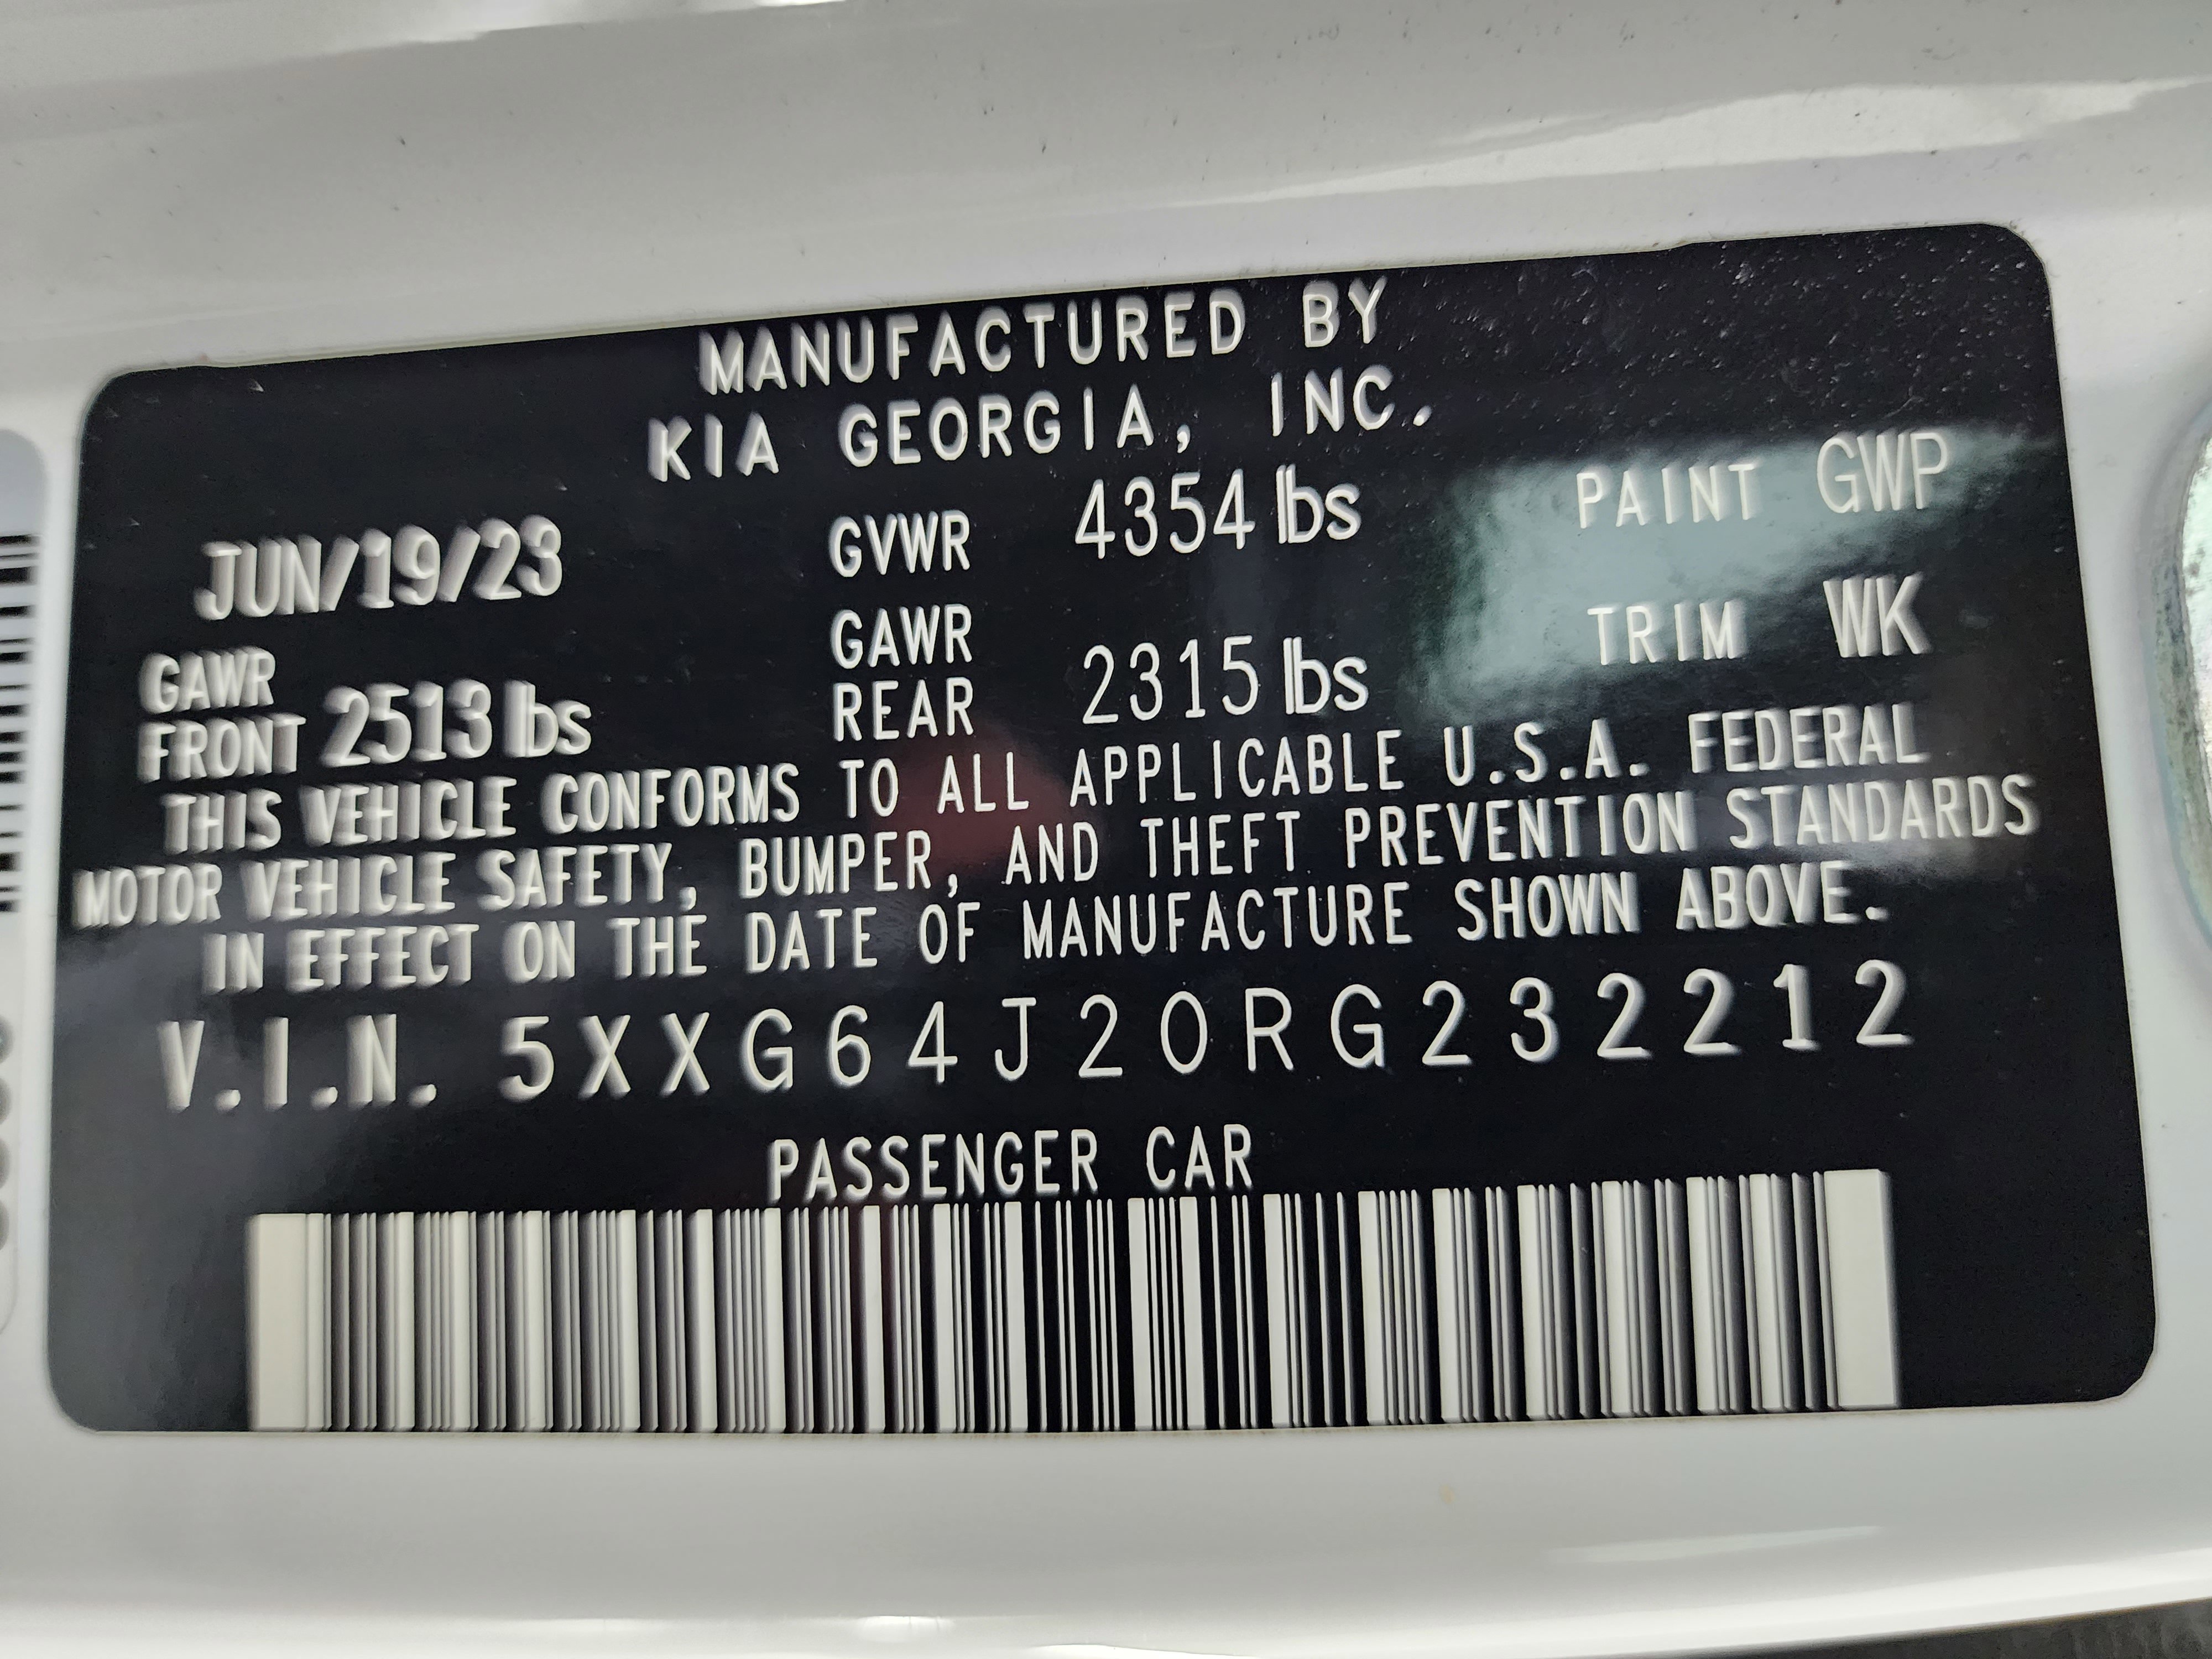 MANUFACTURED BY
KIA GEORGIA, INC.
JUN/19/23 GVWR 4354 lbs PAINT GWP
GAWR FRONT 2513 lbs GAWR REAR 2315 lbs TRIM WK
THIS VEHICLE CONFORMS TO ALL APPLICABLE U.S.A. FEDERAL
MOTOR VEHICLE SAFETY, BUMPER, AND THEFT PREVENTION STANDARDS
IN EFFECT ON THE DATE OF MANUFACTURE SHOWN ABOVE.
V.I.N. 5XXG64J20RG232212
PASSENGER CAR